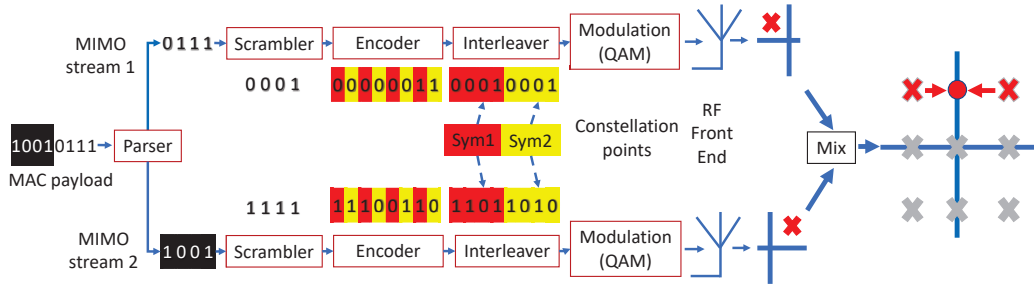 MIMO
stream 1
0111
Scrambler
Encoder
Interleaver
Modulation
(QAM)
0 0 0 1
00000011
00010001
10010111
Parser
MAC payload
Sym1
Sym2
Constellation
points
RF
Front
End
Mix
1 1 1 1
11100110
11011010
MIMO
stream 2
1001
Scrambler
Encoder
Interleaver
Modulation
(QAM)